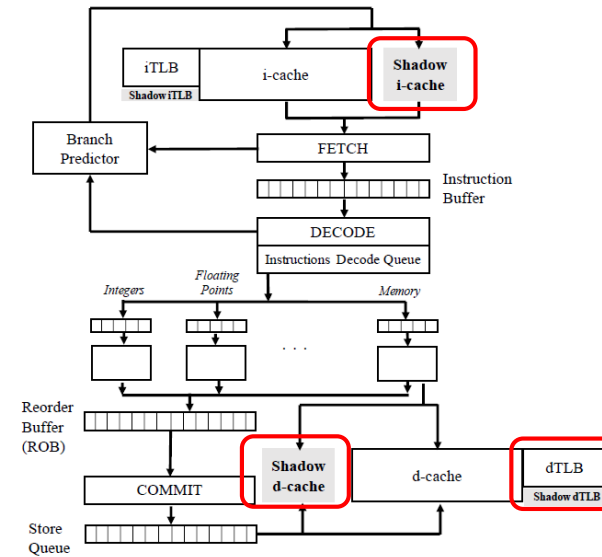 iTLB
Shadow iTLB
i-cache
Shadow
i-cache
Branch
Predictor
FETCH
Instruction
Buffer
DECODE
Instructions Decode Queue
Integers
Floating
Points
Memory
. . .
Reorder
Buffer
(ROB)
Shadow
d-cache
d-cache
dTLB
Shadow dTLB
COMMIT
Store
Queue